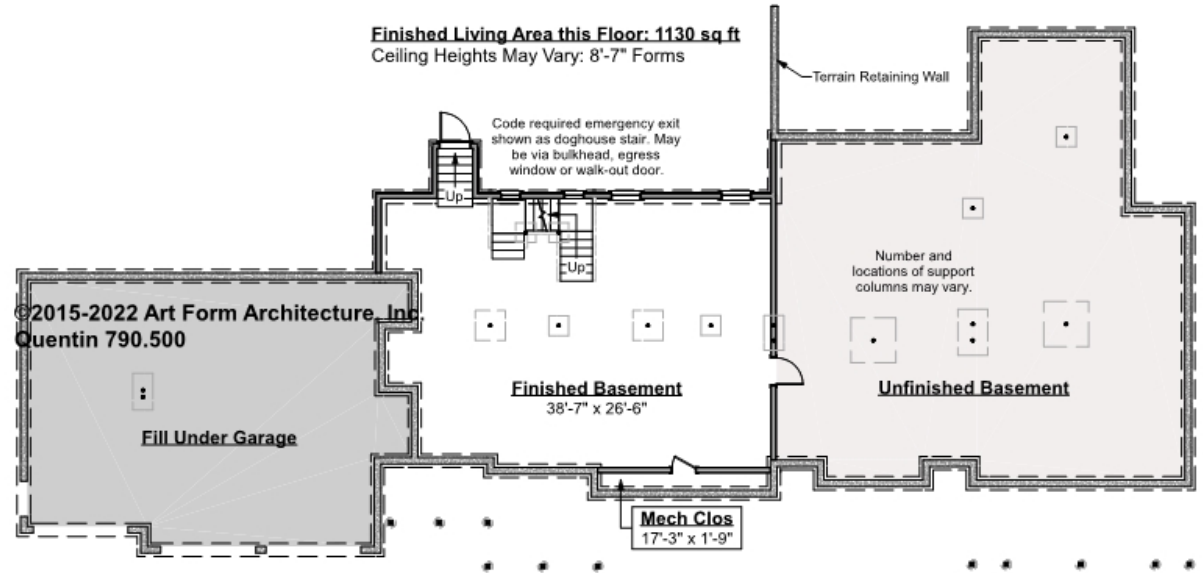 Finished Living Area this Floor: 1130 sq ft
Ceiling Heights May Vary: 8'-7" Forms
Terrain Retaining Wall
Code required emergency exit
shown as doghouse stair. May
be via bulkhead, egress
window or walk-out door.
Up
Up
Number and
locations of support
columns may vary.
©2015-2022 Art Form Architecture, Inc.
Quentin 790.500
Finished Basement
38'-7" x 26'-6"
Unfinished Basement
Fill Under Garage
Mech Clos
17'-3" x 1'-9"